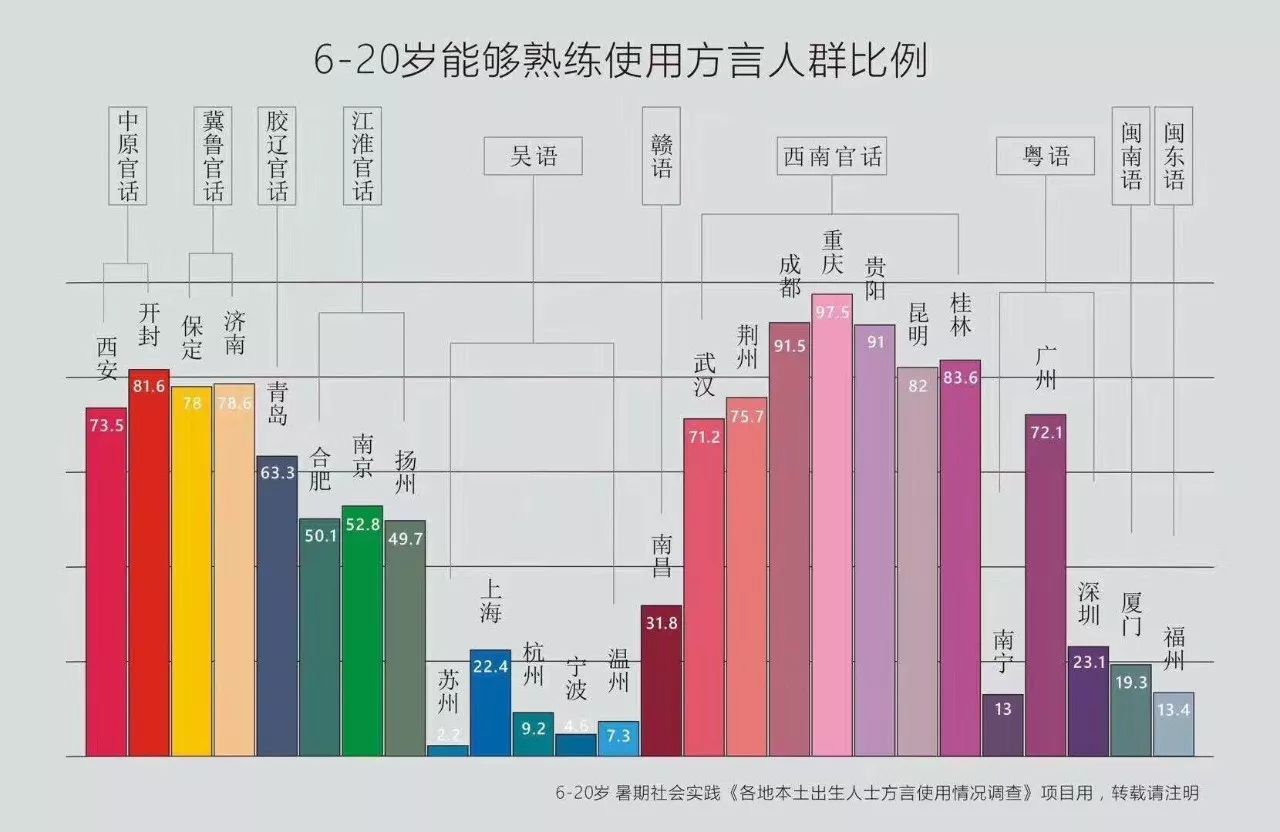 6-20岁能够熟练使用方言人群比例
中原官话
冀鲁官话
胶辽官话
江淮官话
吴语
赣语
西南官话
粤语
闽南语
闽东语
西安
开封
保定
济南
青岛
合肥
南京
扬州
苏州
上海
杭州
宁波
温州
南昌
武汉
荆州
成都
重庆
贵阳
昆明
桂林
南宁
广州
深圳
厦门
福州
73.5
81.6
78
78.6
63.3
50.1
52.8
49.7
2.2
22.4
9.2
4.6
7.3
31.8
71.2
75.7
91.5
97.5
91
82
83.6
13
72.1
23.1
19.3
13.4
6-20岁 暑期社会实践《各地本土出生人士方言使用情况调查》项目用，转载请注明